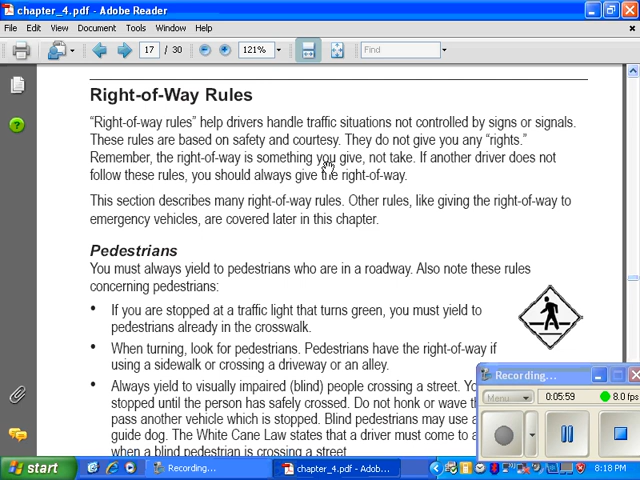 chapter_4.pdf - Adobe Reader
File Edit View Document Tools Window Help
17 / 30 121% Find
Right-of-Way Rules
“Right-of-way rules” help drivers handle traffic situations not controlled by signs or signals.
These rules are based on safety and courtesy. They do not give you any “rights.”
Remember, the right-of-way is something you give, not take. If another driver does not
follow these rules, you should always give the right-of-way.
This section describes many right-of-way rules. Other rules, like giving the right-of-way to
emergency vehicles, are covered later in this chapter.
Pedestrians
You must always yield to pedestrians who are in a roadway. Also note these rules
concerning pedestrians:
• If you are stopped at a traffic light that turns green, you must yield to
pedestrians already in the crosswalk.
• When turning, look for pedestrians. Pedestrians have the right-of-way if
using a sidewalk or crossing a driveway or an alley.
• Always yield to visually impaired (blind) people crossing a street.
stopped until the person has safely crossed. Do not honk or wave
pass another vehicle which is stopped. Blind pedestrians may use
guide dog. The White Cane Law states that a driver must come to
when a blind pedestrian is crossing a street
Recording...
Menu 0:05:59 8.0 fps
start Recording... chapter_4.pdf - Adob... 8:18 PM